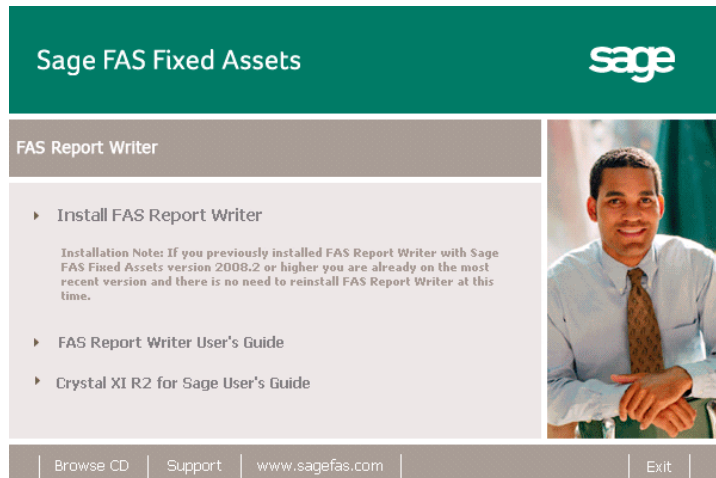 Sage FAS Fixed Assets
sage
FAS Report Writer
Install FAS Report Writer
Installation Note: If you previously installed FAS Report Writer with Sage
FAS Fixed Assets version 2008.2 or higher you are already on the most
recent version and there is no need to reinstall FAS Report Writer at this
time.
FAS Report Writer User's Guide
Crystal XI R2 for Sage User's Guide
Browse CD
Support
www.sagefas.com
Exit